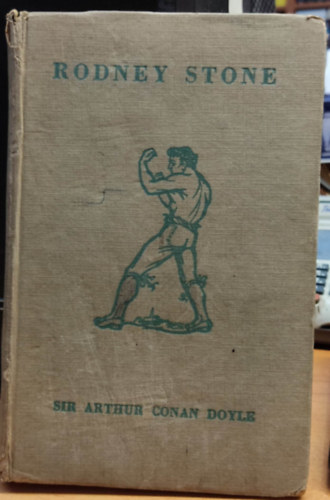 RODNEY STONE
SIR ARTHUR CONAN DOYLE